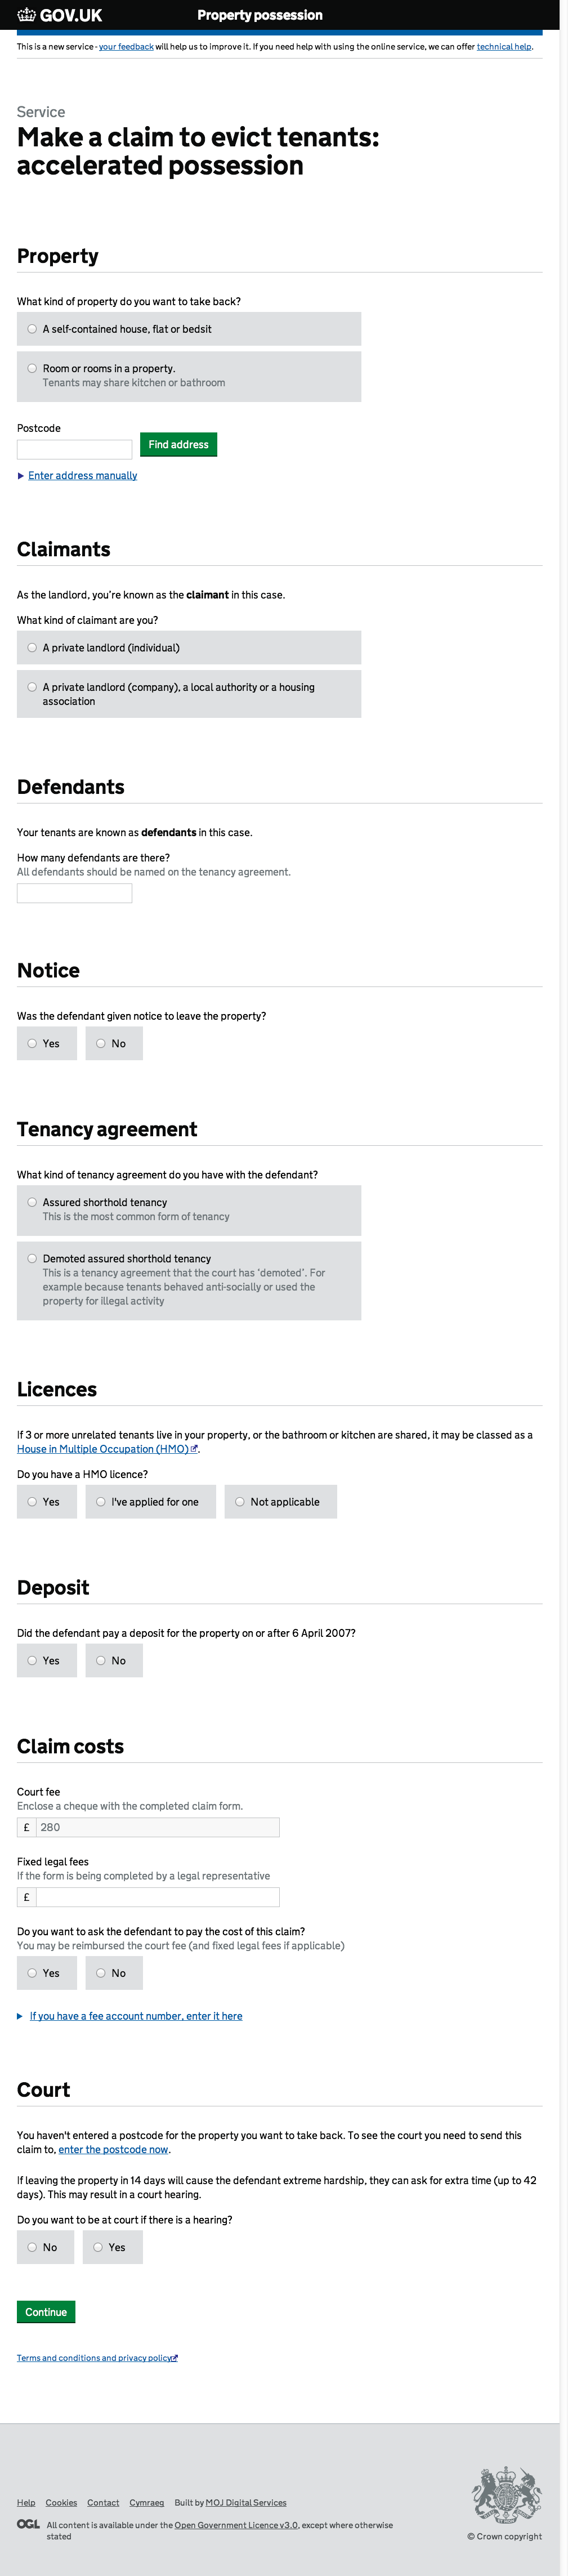 GOV.UK
Property possession
This is a new service - your feedback will help us to improve it. If you need help with using the online service, we can offer technical help.
Service
Make a claim to evict tenants:
accelerated possession
Property
What kind of property do you want to take back?
A self-contained house, flat or bedsit
Room or rooms in a property.
Tenants may share kitchen or bathroom
Postcode
Find address
Enter address manually
Claimants
As the landlord, you're known as the claimant in this case.
What kind of claimant are you?
A private landlord (individual)
A private landlord (company), a local authority or a housing
association
Defendants
Your tenants are known as defendants in this case.
How many defendants are there?
All defendants should be named on the tenancy agreement.
Notice
Was the defendant given notice to leave the property?
Yes No
Tenancy agreement
What kind of tenancy agreement do you have with the defendant?
Assured shorthold tenancy
This is the most common form of tenancy
Demoted assured shorthold tenancy
This is a tenancy agreement that the court has 'demoted'. For
example because tenants behaved anti-socially or used the
property for illegal activity
Licences
If 3 or more unrelated tenants live in your property, or the bathroom or kitchen are shared, it may be classed as a
House in Multiple Occupation (HMO).
Do you have a HMO licence?
Yes I've applied for one Not applicable
Deposit
Did the defendant pay a deposit for the property on or after 6 April 2007?
Yes No
Claim costs
Court fee
Enclose a cheque with the completed claim form.
£ 280
Fixed legal fees
If the form is being completed by a legal representative
£
Do you want to ask the defendant to pay the cost of this claim?
You may be reimbursed the court fee (and fixed legal fees if applicable)
Yes No
If you have a fee account number, enter it here
Court
You haven't entered a postcode for the property you want to take back. To see the court you need to send this
claim to, enter the postcode now.
If leaving the property in 14 days will cause the defendant extreme hardship, they can ask for extra time (up to 42
days). This may result in a court hearing.
Do you want to be at court if there is a hearing?
No Yes
Continue
Terms and conditions and privacy policy
Help Cookies Contact Cymraeg Built by MOJ Digital Services
OGL All content is available under the Open Government Licence v3.0, except where otherwise
stated
© Crown copyright